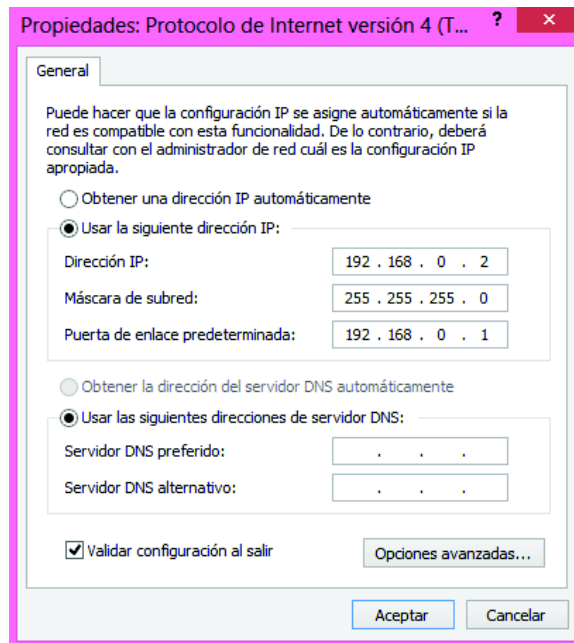 Propiedades: Protocolo de Internet versión 4 (T... ? ×
General
Puede hacer que la configuración IP se asigne automáticamente si la
red es compatible con esta funcionalidad. De lo contrario, deberá
consultar con el administrador de red cuál es la configuración IP
apropiada.
Obtener una dirección IP automáticamente
Usar la siguiente dirección IP:
Dirección IP: 192 . 168 . 0 . 2
Máscara de subred: 255 . 255 . 255 . 0
Puerta de enlace predeterminada: 192 . 168 . 0 . 1
Obtener la dirección del servidor DNS automáticamente
Usar las siguientes direcciones de servidor DNS:
Servidor DNS preferido: . . .
Servidor DNS alternativo: . . .
Validar configuración al salir Opciones avanzadas...
Aceptar Cancelar